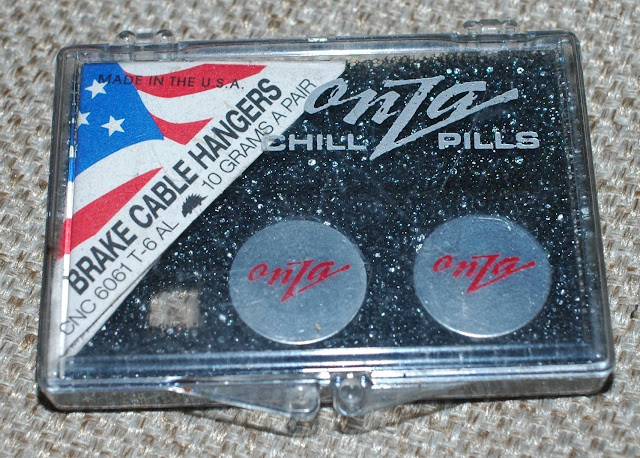 MADE IN THE U.S.A.
BRAKE CABLE HANGERS
10 GRAMS A PAIR
CNC 6061 T-6 AL
onza
CHILL PILLS
onza
onza